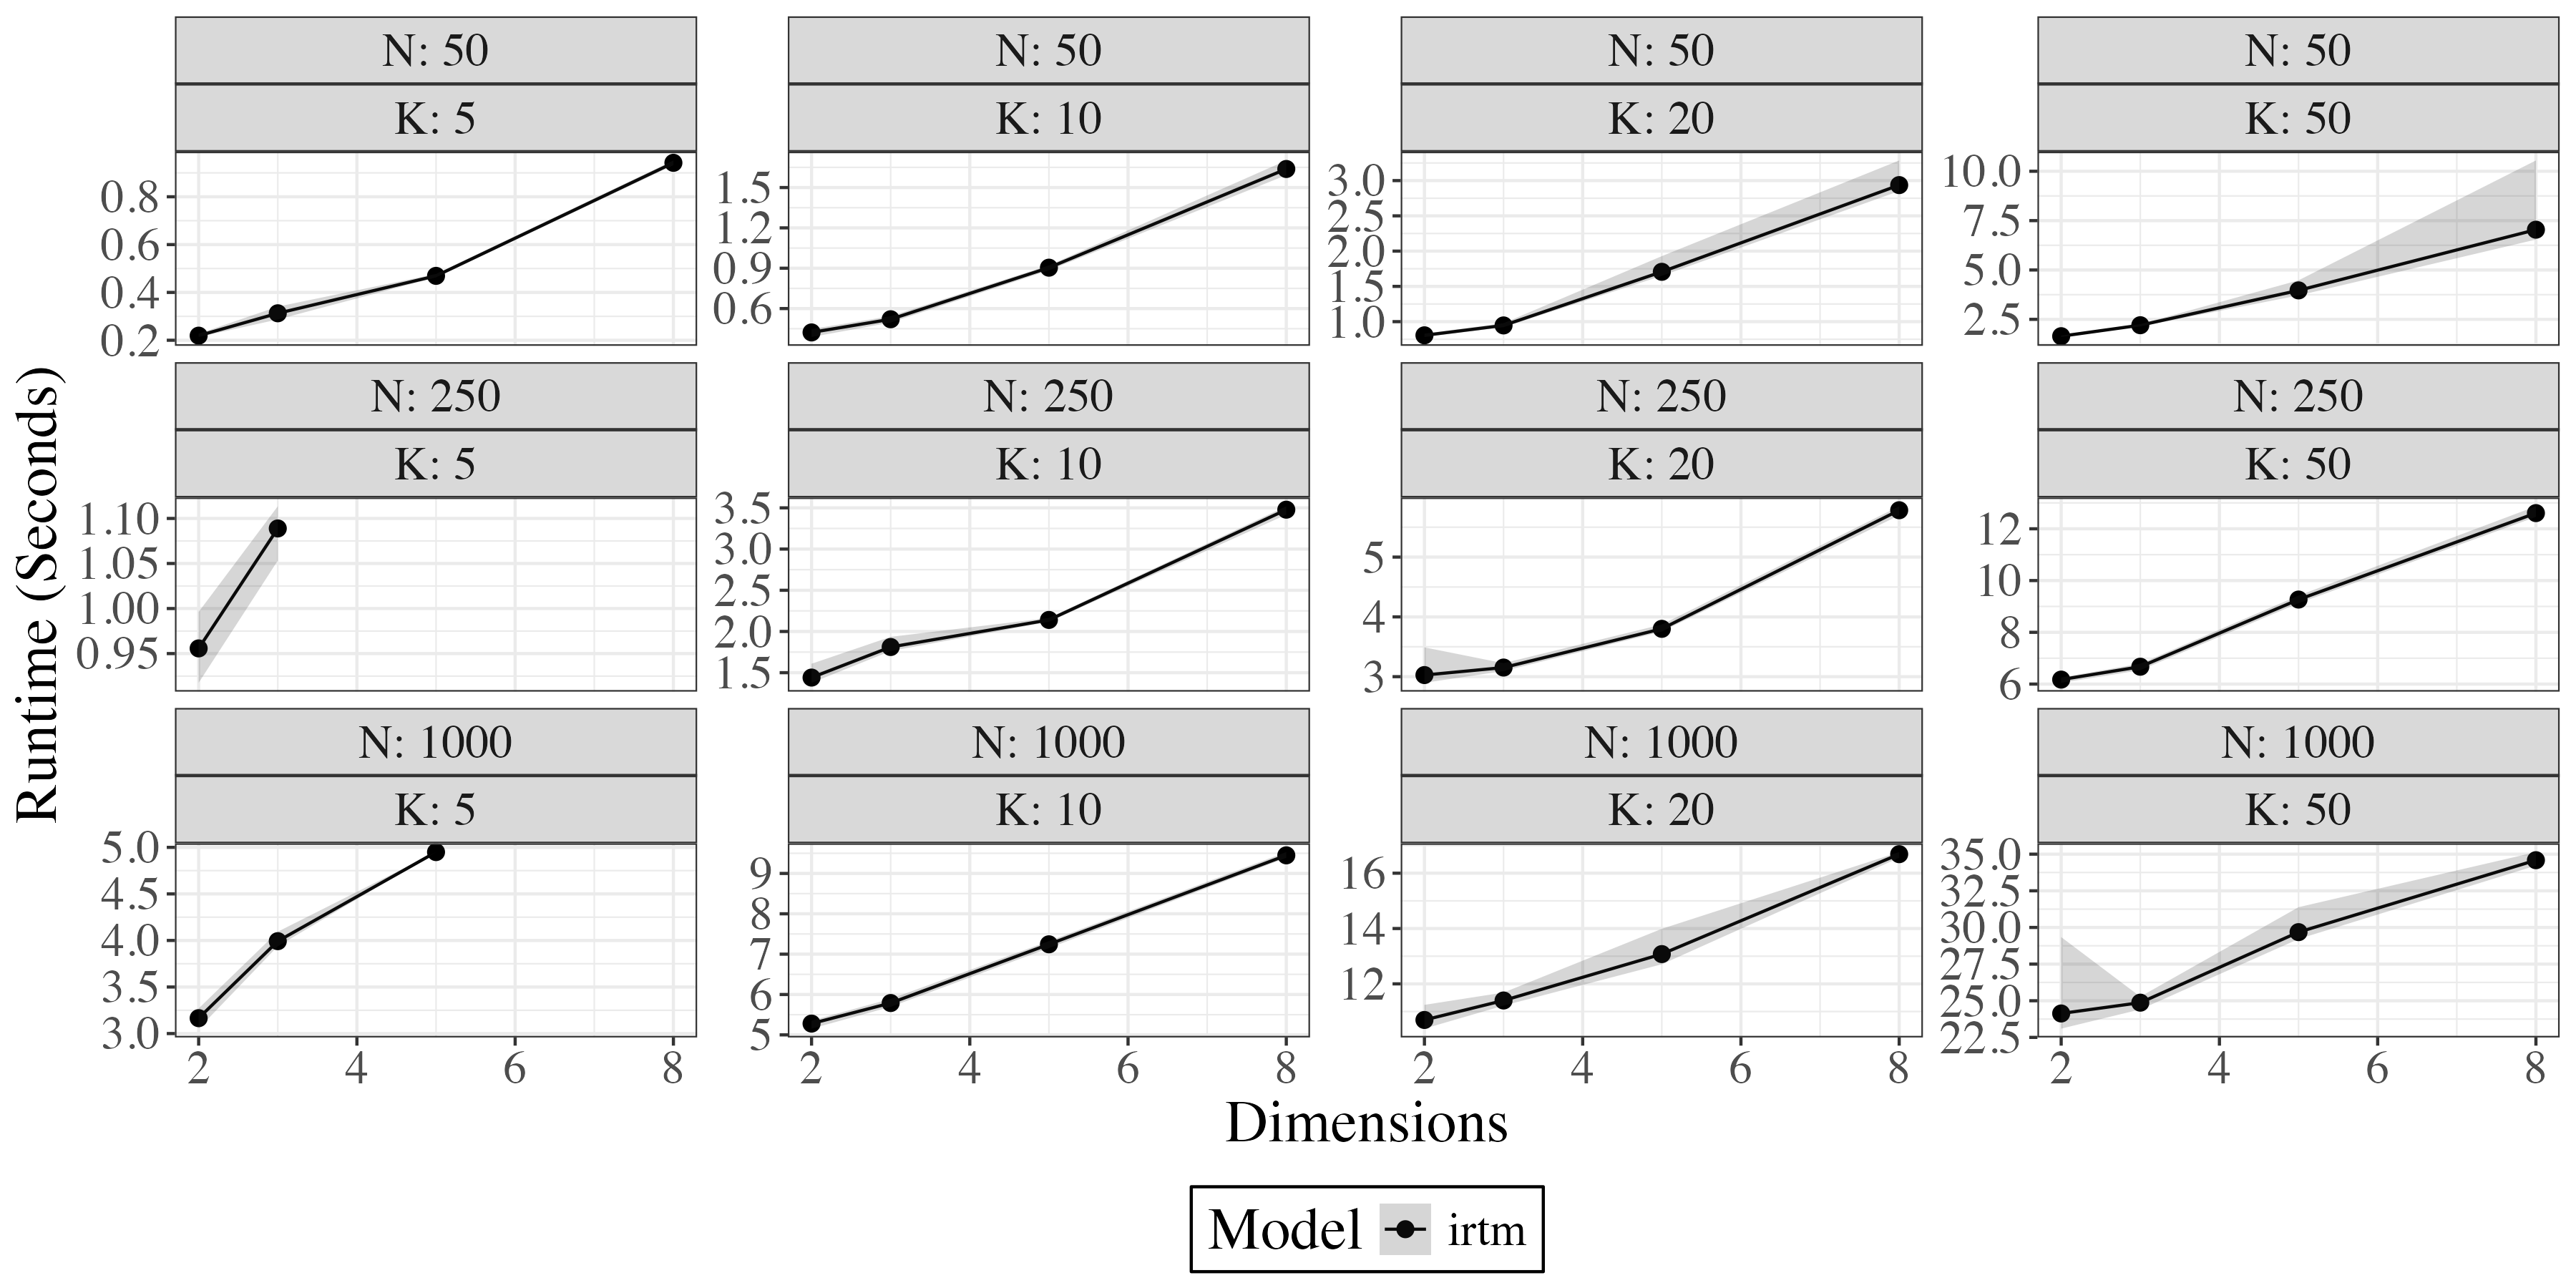 N: 50 N: 50 N: 50 N: 50
K: 5 K: 10 K: 20 K: 50
0.8 0.6 0.4 0.2
1.5 1.2 0.9 0.6
3.0 2.5 2.0 1.5 1.0
10.0 7.5 5.0 2.5
N: 250 N: 250 N: 250 N: 250
K: 5 K: 10 K: 20 K: 50
1.10 1.05 1.00 0.95
3.5 3.0 2.5 2.0 1.5
5 4 3
12 10 8 6
N: 1000 N: 1000 N: 1000 N: 1000
K: 5 K: 10 K: 20 K: 50
5.0 4.5 4.0 3.5 3.0
9 8 7 6 5
16 14 12
35.0 32.5 30.0 27.5 25.0 22.5
2 4 6 8 2 4 6 8 2 4 6 8 2 4 6 8
Runtime (Seconds)
Dimensions
Model irtm